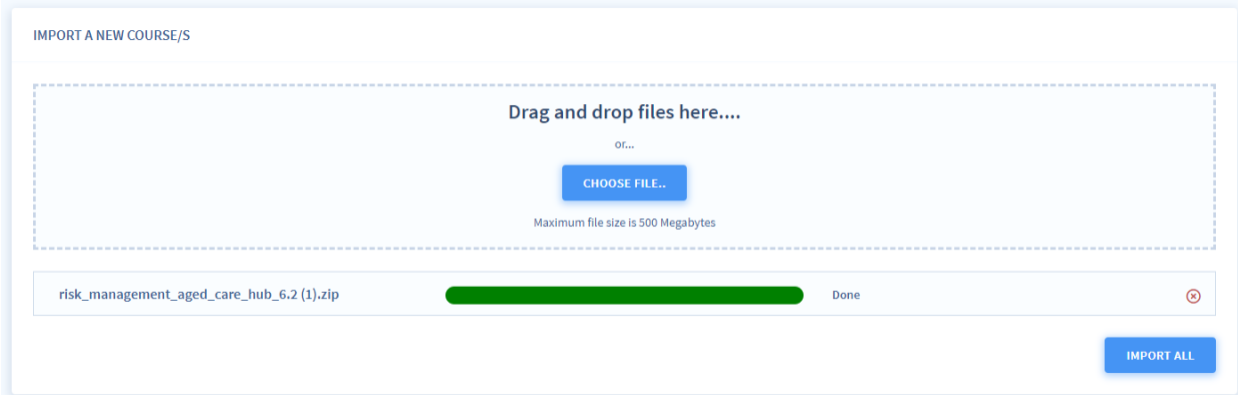 IMPORT A NEW COURSE/S
Drag and drop files here....
or...
CHOOSE FILE..
Maximum file size is 500 Megabytes
risk_management_aged_care_hub_6.2 (1).zip Done
IMPORT ALL